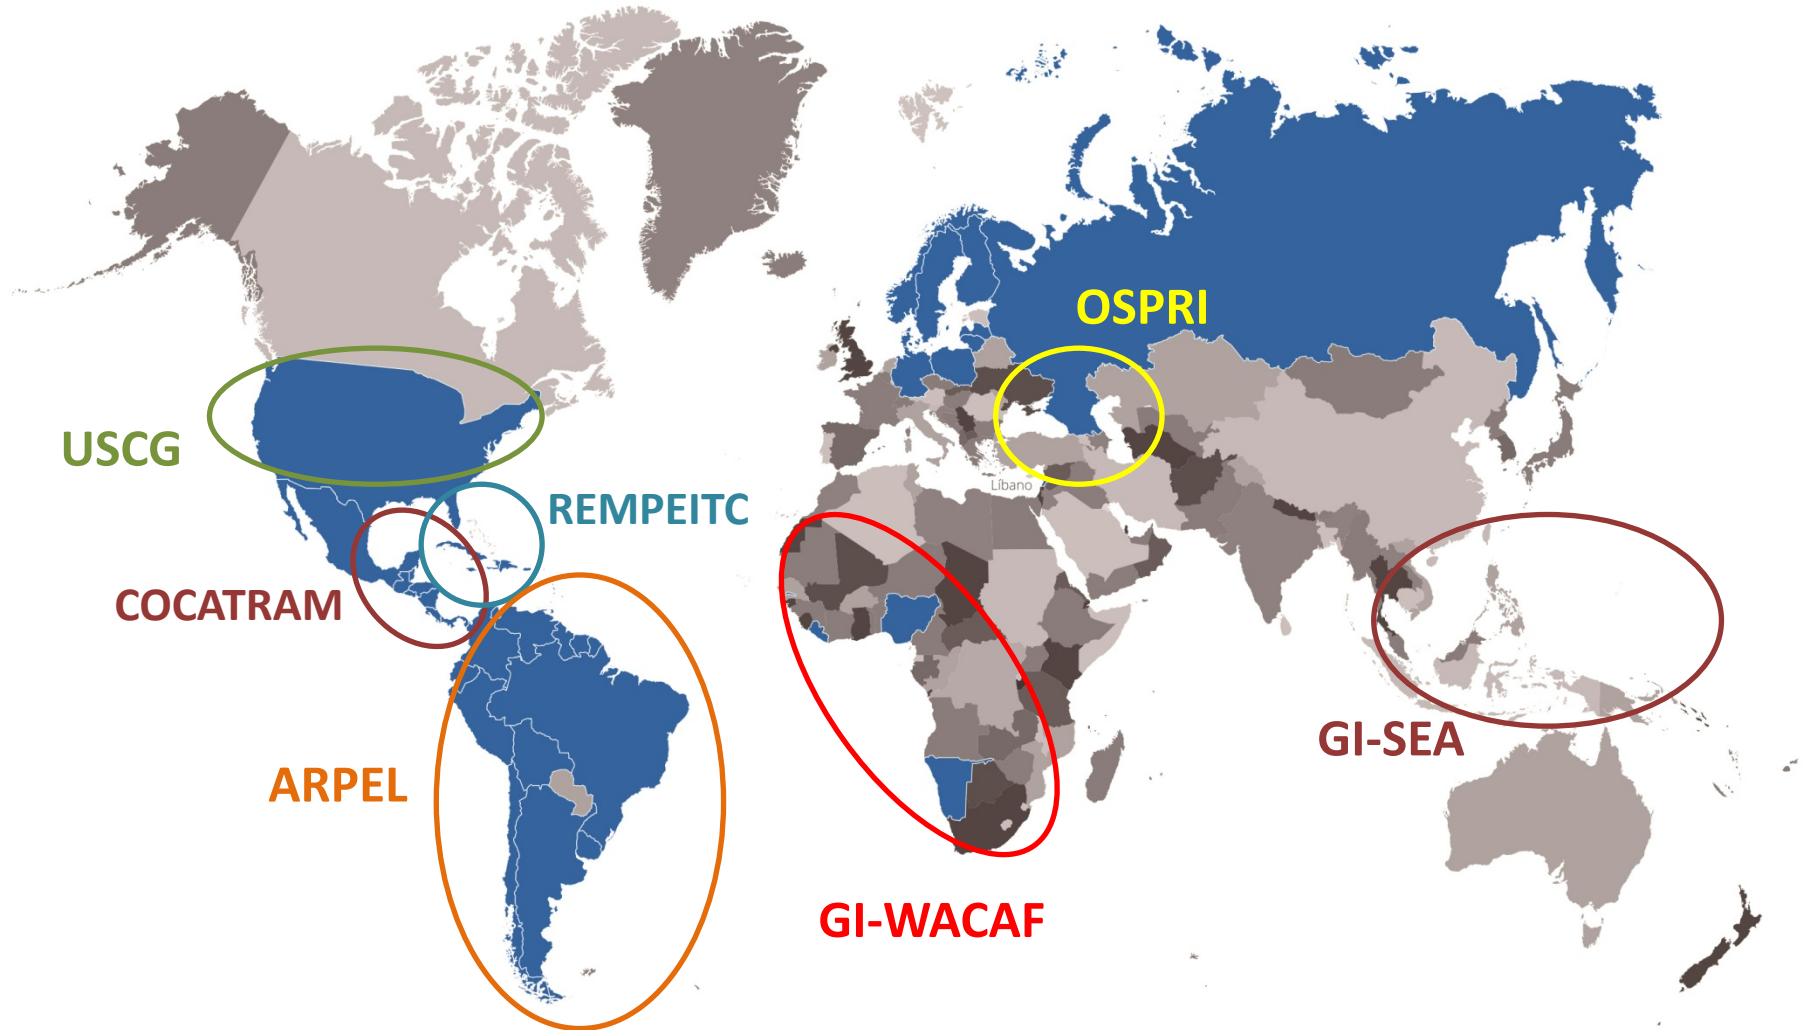 OSPRI
USCG
Líbano
REMPEITC
COCATRAM
GI-SEA
ARPEL
GI-WACAF